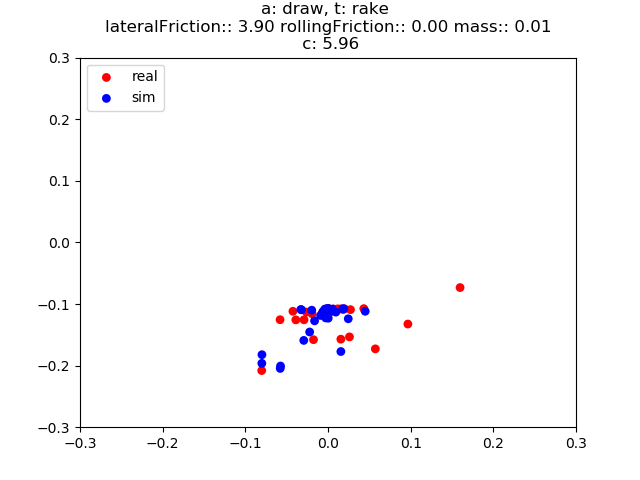 a: draw, t: rake
lateralFriction:: 3.90 rollingFriction:: 0.00 mass:: 0.01
c: 5.96
real
sim
0.3
0.2
0.1
0.0
−0.1
−0.2
−0.3
−0.3
−0.2
−0.1
0.0
0.1
0.2
0.3